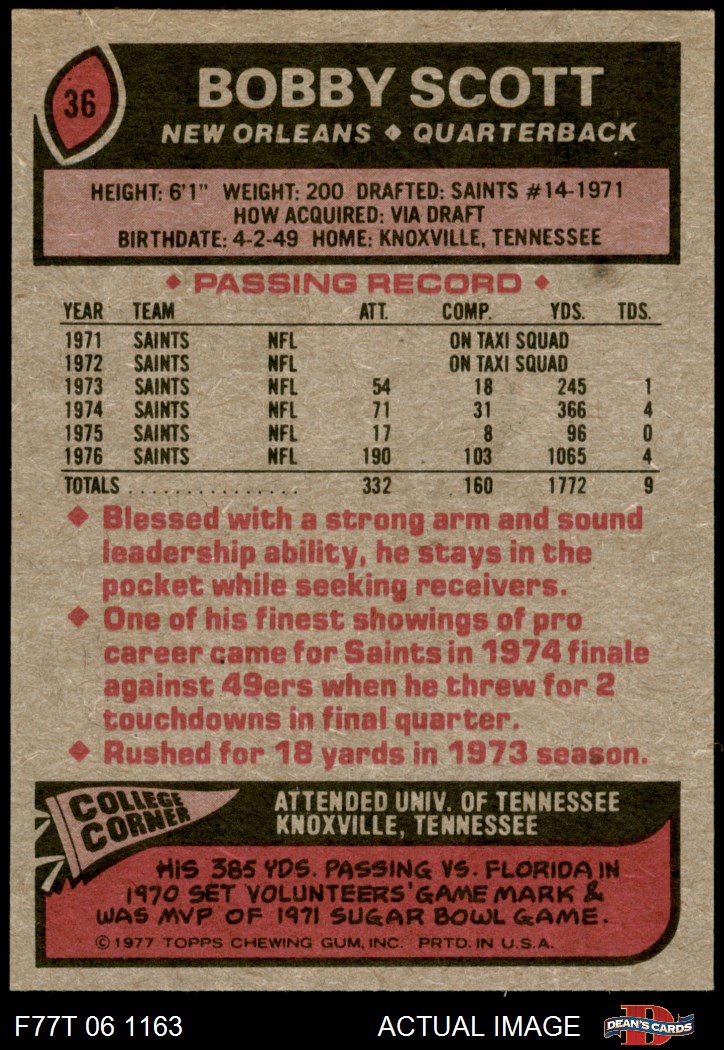 36
BOBBY SCOTT
NEW ORLEANS ◆ QUARTERBACK
HEIGHT: 6'1" WEIGHT: 200 DRAFTED: SAINTS #14-1971
HOW ACQUIRED: VIA DRAFT
BIRTHDATE: 4-2-49 HOME: KNOXVILLE, TENNESSEE
◆ PASSING RECORD ◆
YEAR TEAM ATT. COMP. YDS. TDS.
1971 SAINTS NFL ON TAXI SQUAD
1972 SAINTS NFL ON TAXI SQUAD
1973 SAINTS NFL 54 18 245 1
1974 SAINTS NFL 71 31 366 4
1975 SAINTS NFL 17 8 96 0
1976 SAINTS NFL 190 103 1065 4
TOTALS . . . . . . . . . . . . . . . 332 160 1772 9
◆ Blessed with a strong arm and sound
leadership ability, he stays in the
pocket while seeking receivers.
◆ One of his finest showings of pro
career came for Saints in 1974 finale
against 49ers when he threw for 2
touchdowns in final quarter.
◆ Rushed for 18 yards in 1973 season.
COLLEGE
CORNER
ATTENDED UNIV. OF TENNESSEE
KNOXVILLE, TENNESSEE
HIS 385 YDS. PASSING VS. FLORIDA IN
1970 SET VOLUNTEERS' GAME MARK &
WAS MVP OF 1971 SUGAR BOWL GAME.
© 1977 TOPPS CHEWING GUM, INC. PRTD. IN U.S.A.
F77T 06 1163 ACTUAL IMAGE
D
DEAN'S CARDS